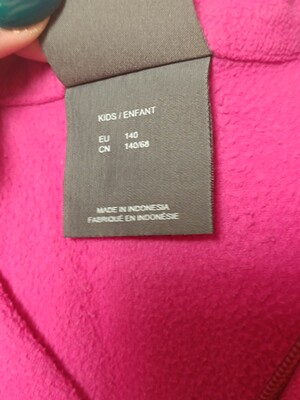 KIDS / ENFANT
EU 140
CN 140/68
MADE IN INDONESIA
FABRIQUÉ EN INDONÉSIE